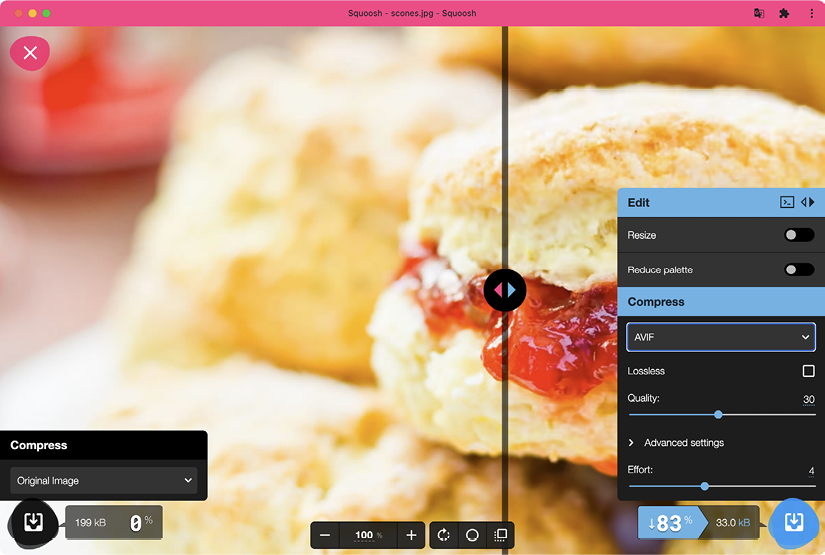 Squoosh - scones.jpg - Squoosh
Edit
Resize
Reduce palette
Compress
AVIF
Lossless
Quality: 30
Advanced settings
Effort: 4
Compress
Original Image
199 kB 0 %
100 %
↓83 % 33.0 kB